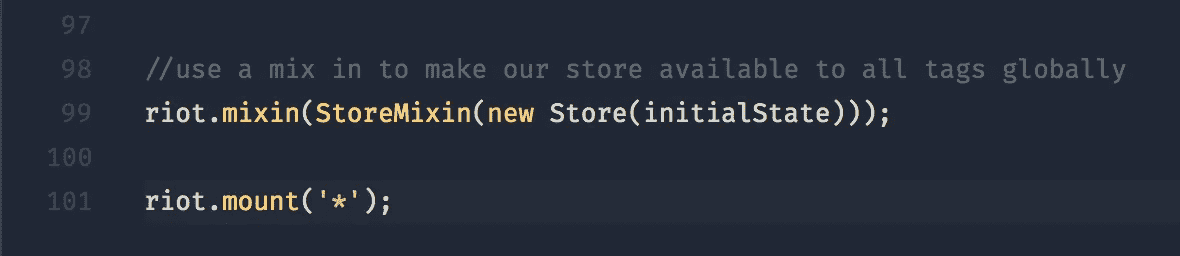 97
98 //use a mix in to make our store available to all tags globally
99 riot.mixin(StoreMixin(new Store(initialState)));
100
101 riot.mount('*');